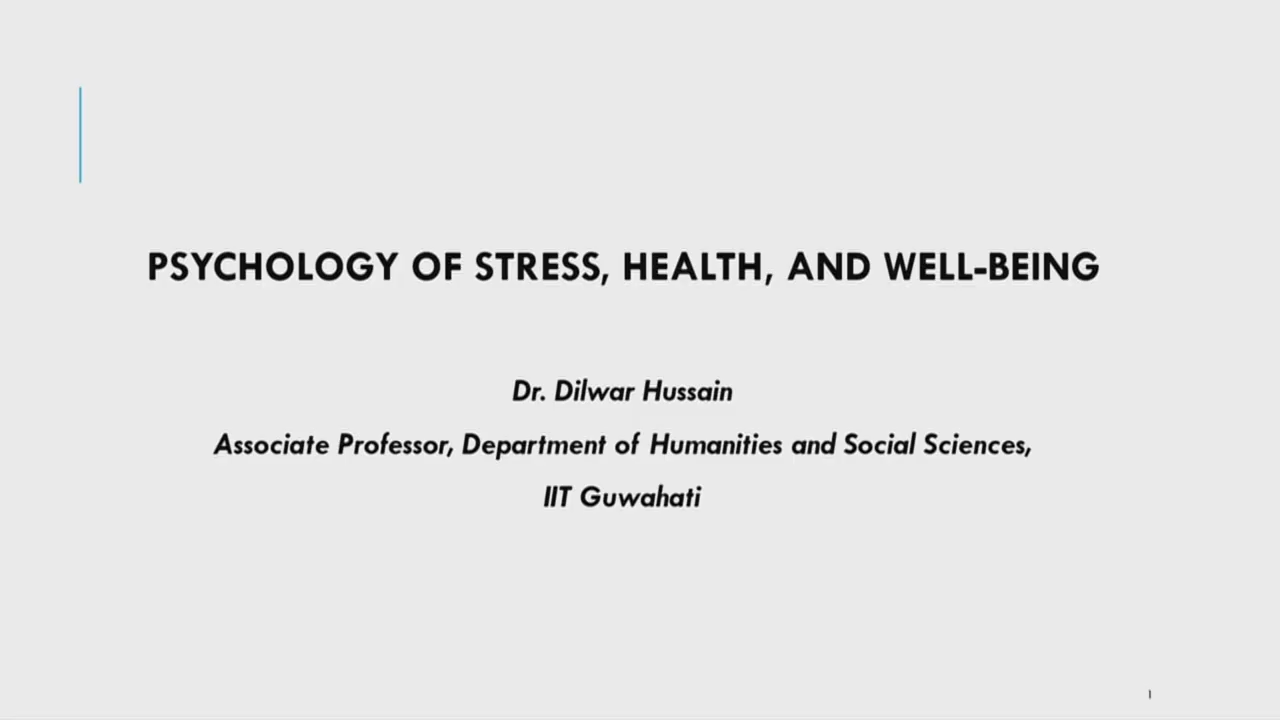 PSYCHOLOGY OF STRESS, HEALTH, AND WELL-BEING
Dr. Dilwar Hussain
Associate Professor, Department of Humanities and Social Sciences,
IIT Guwahati
1